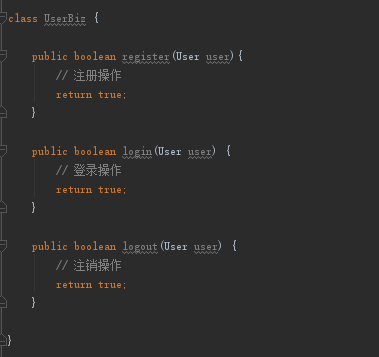 class UserBis {
public boolean register(User user){
// 注册操作
return true;
}
public boolean login(User user) {
// 登录操作
return true;
}
public boolean logout(User user) {
// 注销操作
return true;
}
}